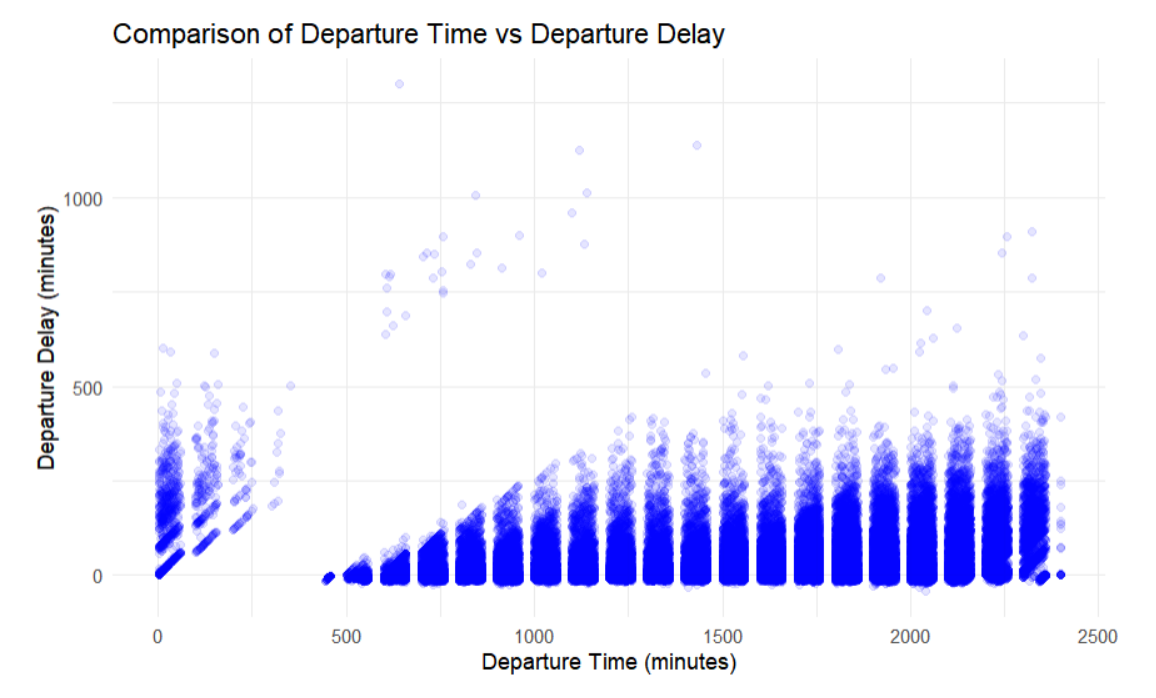 Comparison of Departure Time vs Departure Delay
1000
500
0
Departure Delay (minutes)
0 500 1000 1500 2000 2500
Departure Time (minutes)